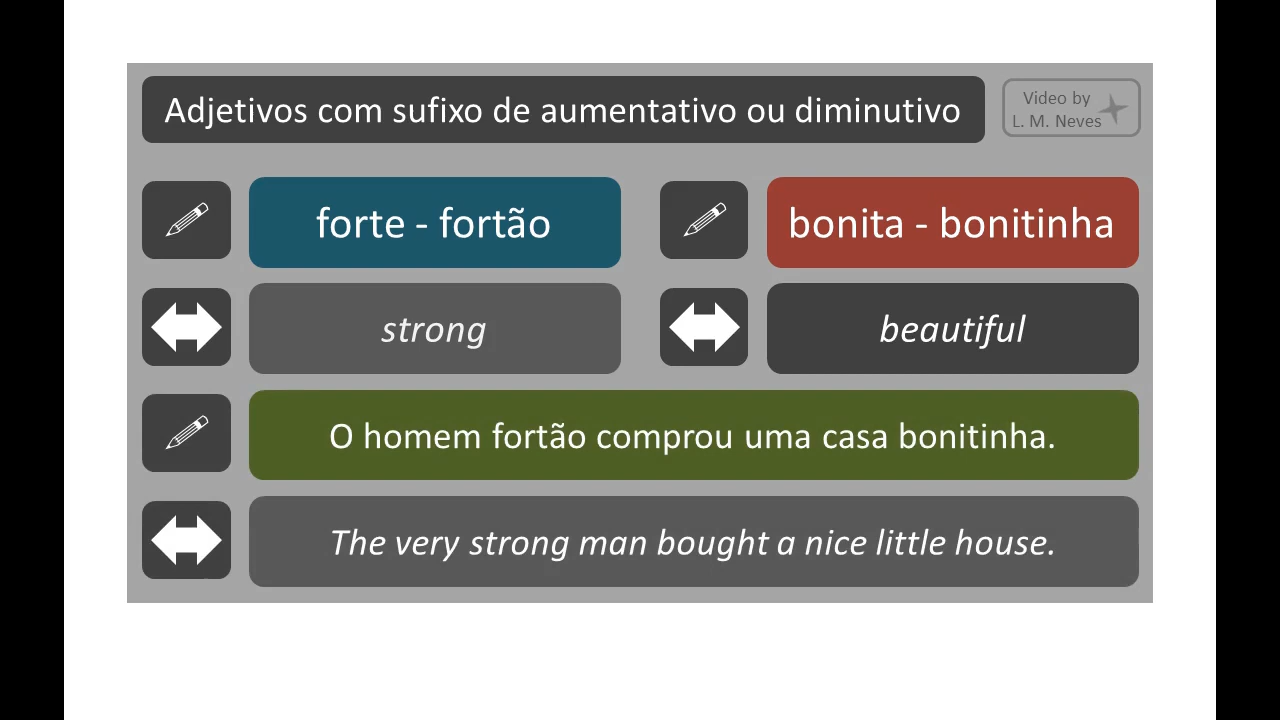 Adjetivos com sufixo de aumentativo ou diminutivo
Video by
L. M. Neves
forte - fortão
bonita - bonitinha
strong
beautiful
O homem fortão comprou uma casa bonitinha.
The very strong man bought a nice little house.